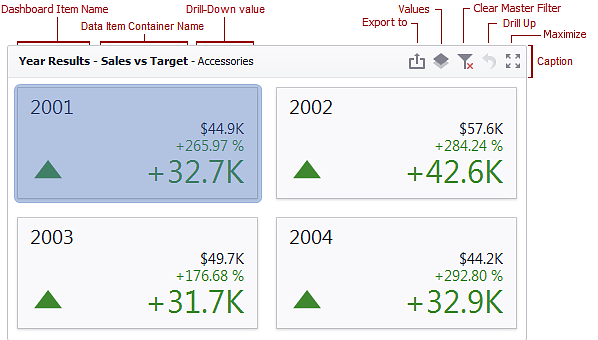 Dashboard Item Name
Drill-Down value
Data Item Container Name
Values
Clear Master Filter
Export to
Drill Up
Maximize
Year Results - Sales vs Target - Accessories
Caption
2001
$44.9K
+265.97 %
+32.7K
2002
$57.6K
+284.24 %
+42.6K
2003
$49.7K
+176.68 %
+31.7K
2004
$44.2K
+292.80 %
+32.9K